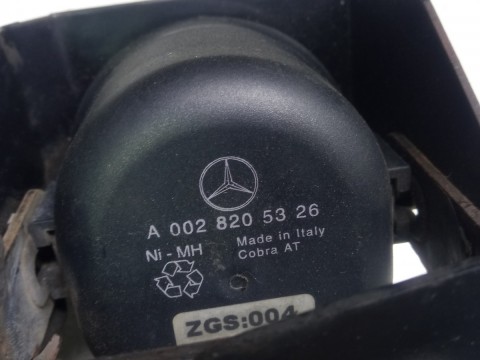 A 002 820 53 26
Ni - MH Made in Italy
Cobra AT
ZGS:004